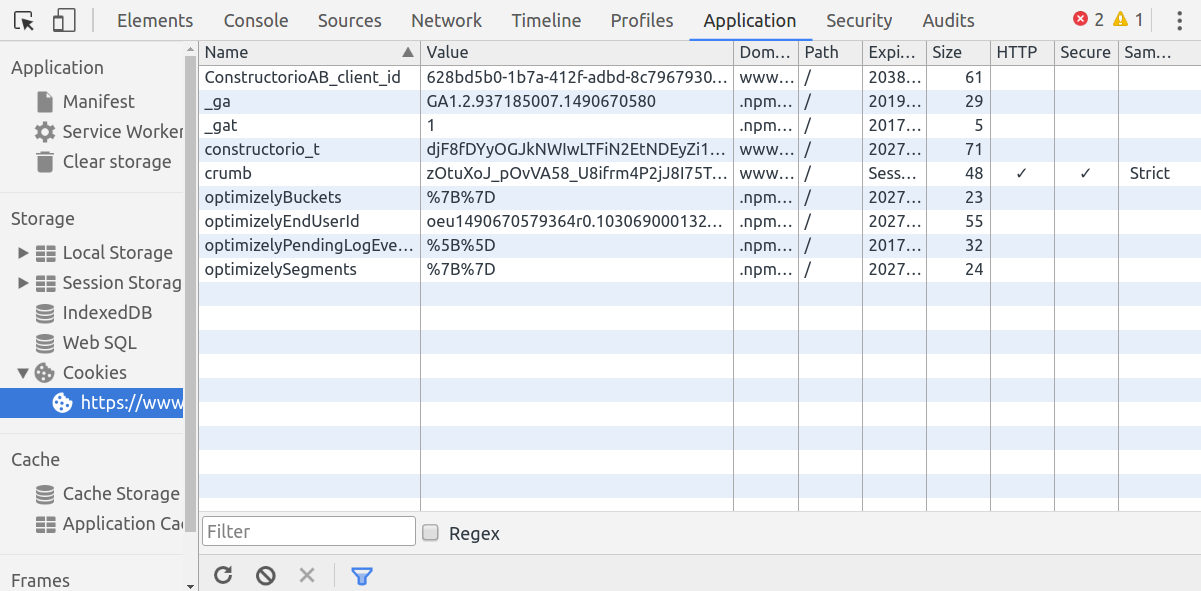 Elements Console Sources Network Timeline Profiles Application Security Audits 2 1
Application
Manifest
Service Worker
Clear storage
Storage
Local Storage
Session Storag
IndexedDB
Web SQL
Cookies
https://www
Cache
Cache Storage
Application Ca
Frames
Name Value Dom... Path Expi... Size HTTP Secure Sam...
ConstructorioAB_client_id 628bd5b0-1b7a-412f-adbd-8c7967930... www... / 2038... 61
_ga GA1.2.937185007.1490670580 .npm... / 2019... 29
_gat 1 .npm... / 2017... 5
constructorio_t djF8fDYyOGJkNWIwLTFiN2EtNDEyZi1... www... / 2027... 71
crumb zOtuXoJ_pOvVA58_U8ifrm4P2jJ8I75T... www... / Sess... 48 ✓ ✓ Strict
optimizelyBuckets %7B%7D .npm... / 2027... 23
optimizelyEndUserId oeu1490670579364r0.103069000132... .npm... / 2027... 55
optimizelyPendingLogEve... %5B%5D .npm... / 2017... 32
optimizelySegments %7B%7D .npm... / 2027... 24
Filter Regex